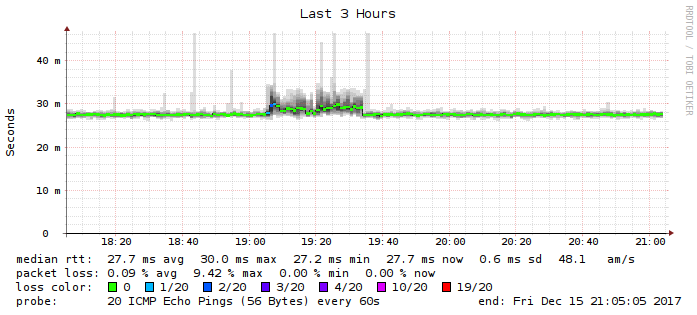 Last 3 Hours
RRDTOOL / TOBI OETIKER
Seconds
40 m
30 m
20 m
10 m
0
18:20 18:40 19:00 19:20 19:40 20:00 20:20 20:40 21:00
median rtt: 27.7 ms avg 30.0 ms max 27.2 ms min 27.7 ms now 0.6 ms sd 48.1 am/s
packet loss: 0.09 % avg 9.42 % max 0.00 % min 0.00 % now
loss color: 0 1/20 2/20 3/20 4/20 10/20 19/20
probe: 20 ICMP Echo Pings (56 Bytes) every 60s end: Fri Dec 15 21:05:05 2017